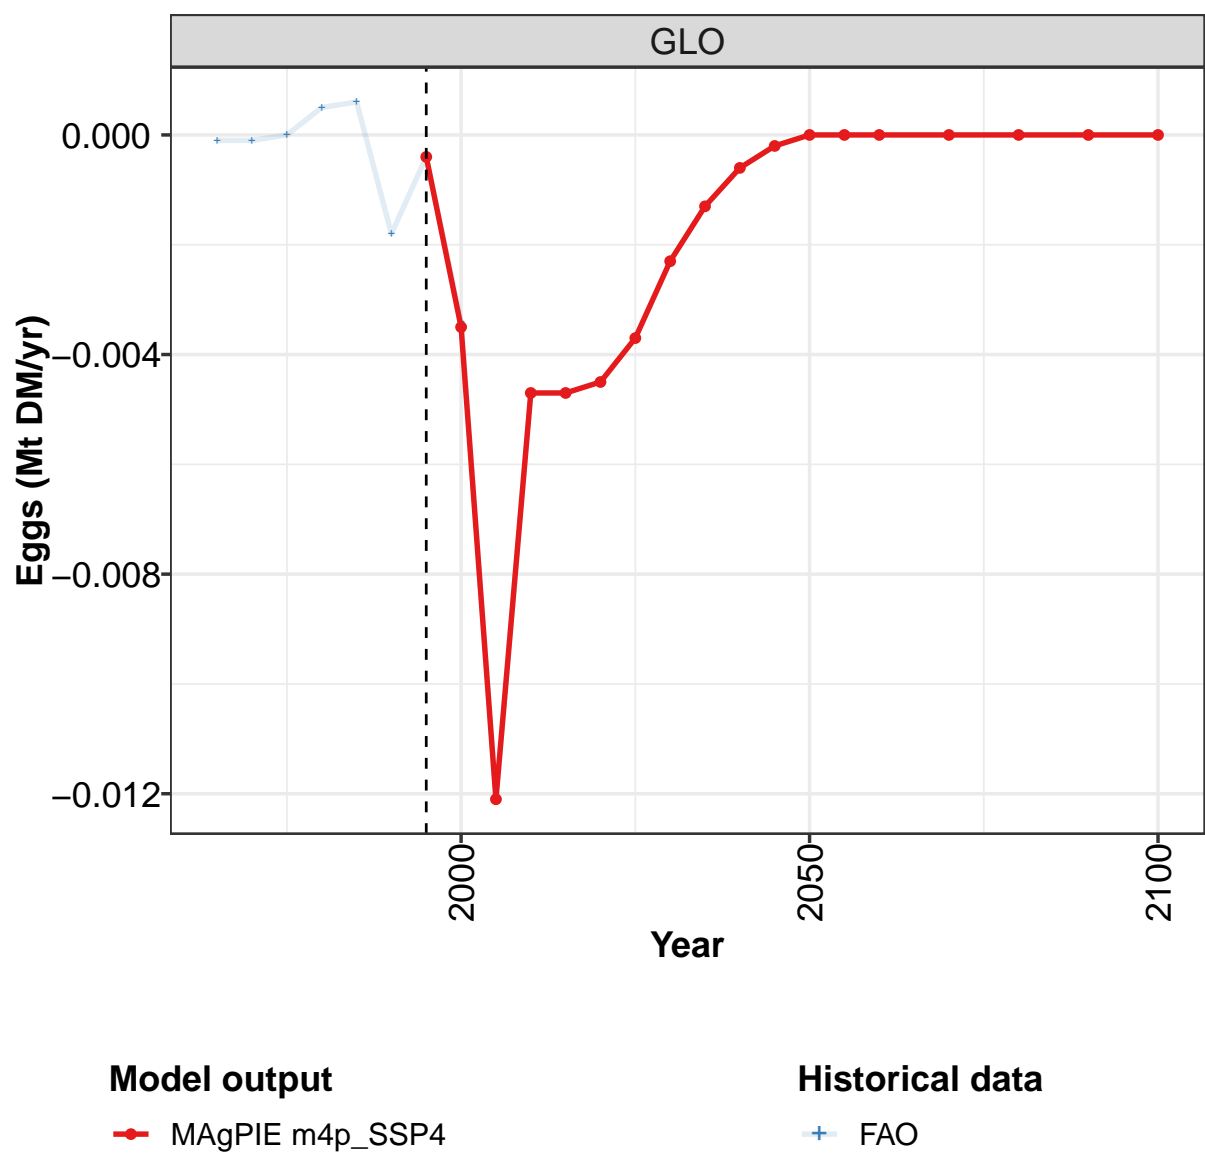 GLO
0.000
−0.004
−0.008
−0.012
Eggs (Mt DM/yr)
2000
2050
2100
Year
Model output
MAgPIE m4p_SSP4
Historical data
FAO